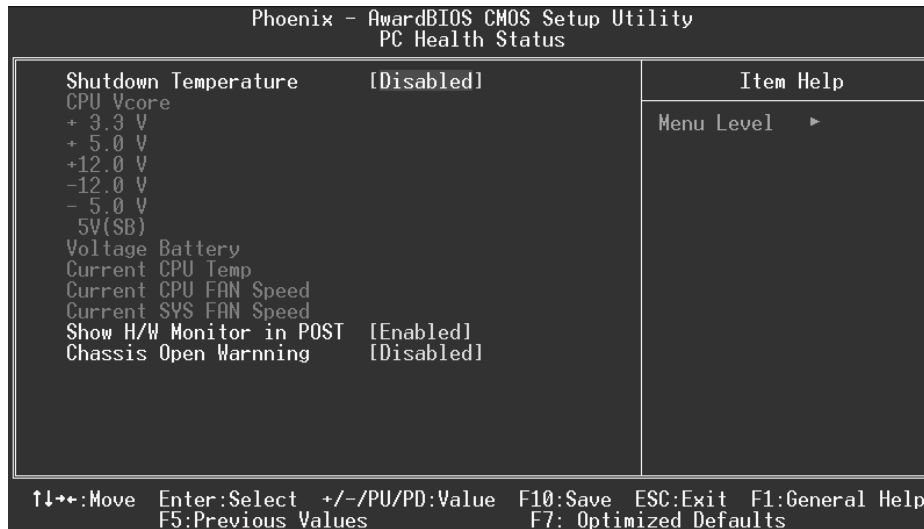 Phoenix - AwardBIOS CMOS Setup Utility
PC Health Status
Shutdown Temperature [Disabled]
CPU Vcore
+ 3.3 V
+ 5.0 V
+12.0 V
-12.0 V
- 5.0 V
5V(SB)
Voltage Battery
Current CPU Temp
Current CPU FAN Speed
Current SYS FAN Speed
Show H/W Monitor in POST [Enabled]
Chassis Open Warnning [Disabled]
Item Help
Menu Level ►
↑↓→←:Move Enter:Select +/-/PU/PD:Value F10:Save ESC:Exit F1:General Help
F5:Previous Values F7: Optimized Defaults